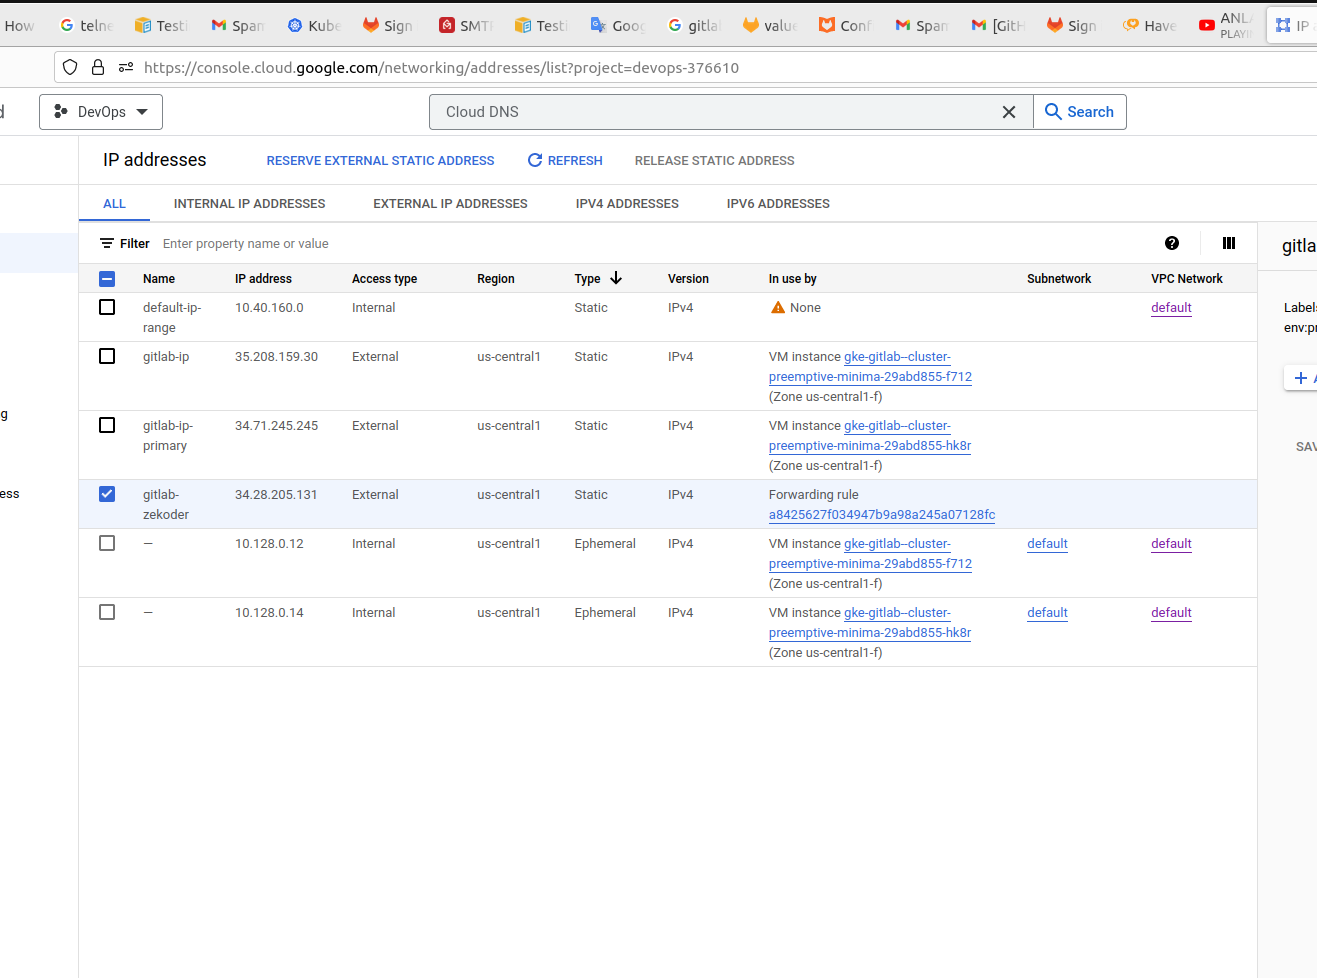 How telne Testi Spam Kube Sign SMTP Testi Goog gitla value Conf Spam [GitH Sign Have ANLA IP a
PLAYIN
https://console.cloud.google.com/networking/addresses/list?project=devops-376610
d DevOps Cloud DNS Search
IP addresses RESERVE EXTERNAL STATIC ADDRESS REFRESH RELEASE STATIC ADDRESS
ALL INTERNAL IP ADDRESSES EXTERNAL IP ADDRESSES IPV4 ADDRESSES IPV6 ADDRESSES
Filter Enter property name or value
Name IP address Access type Region Type Version In use by Subnetwork VPC Network
default-ip- 10.40.160.0 Internal Static IPv4 None default
range
gitlab-ip 35.208.159.30 External us-central1 Static IPv4 VM instance gke-gitlab--cluster-
preemptive-minima-29abd855-f712
(Zone us-central1-f)
gitlab-ip- 34.71.245.245 External us-central1 Static IPv4 VM instance gke-gitlab--cluster-
primary preemptive-minima-29abd855-hk8r
(Zone us-central1-f)
gitlab- 34.28.205.131 External us-central1 Static IPv4 Forwarding rule
zekoder a8425627f034947b9a98a245a07128fc
— 10.128.0.12 Internal us-central1 Ephemeral IPv4 VM instance gke-gitlab--cluster- default default
preemptive-minima-29abd855-f712
(Zone us-central1-f)
— 10.128.0.14 Internal us-central1 Ephemeral IPv4 VM instance gke-gitlab--cluster- default default
preemptive-minima-29abd855-hk8r
(Zone us-central1-f)
g
ess
gitla
Labels
env:pr
+ A
SAV